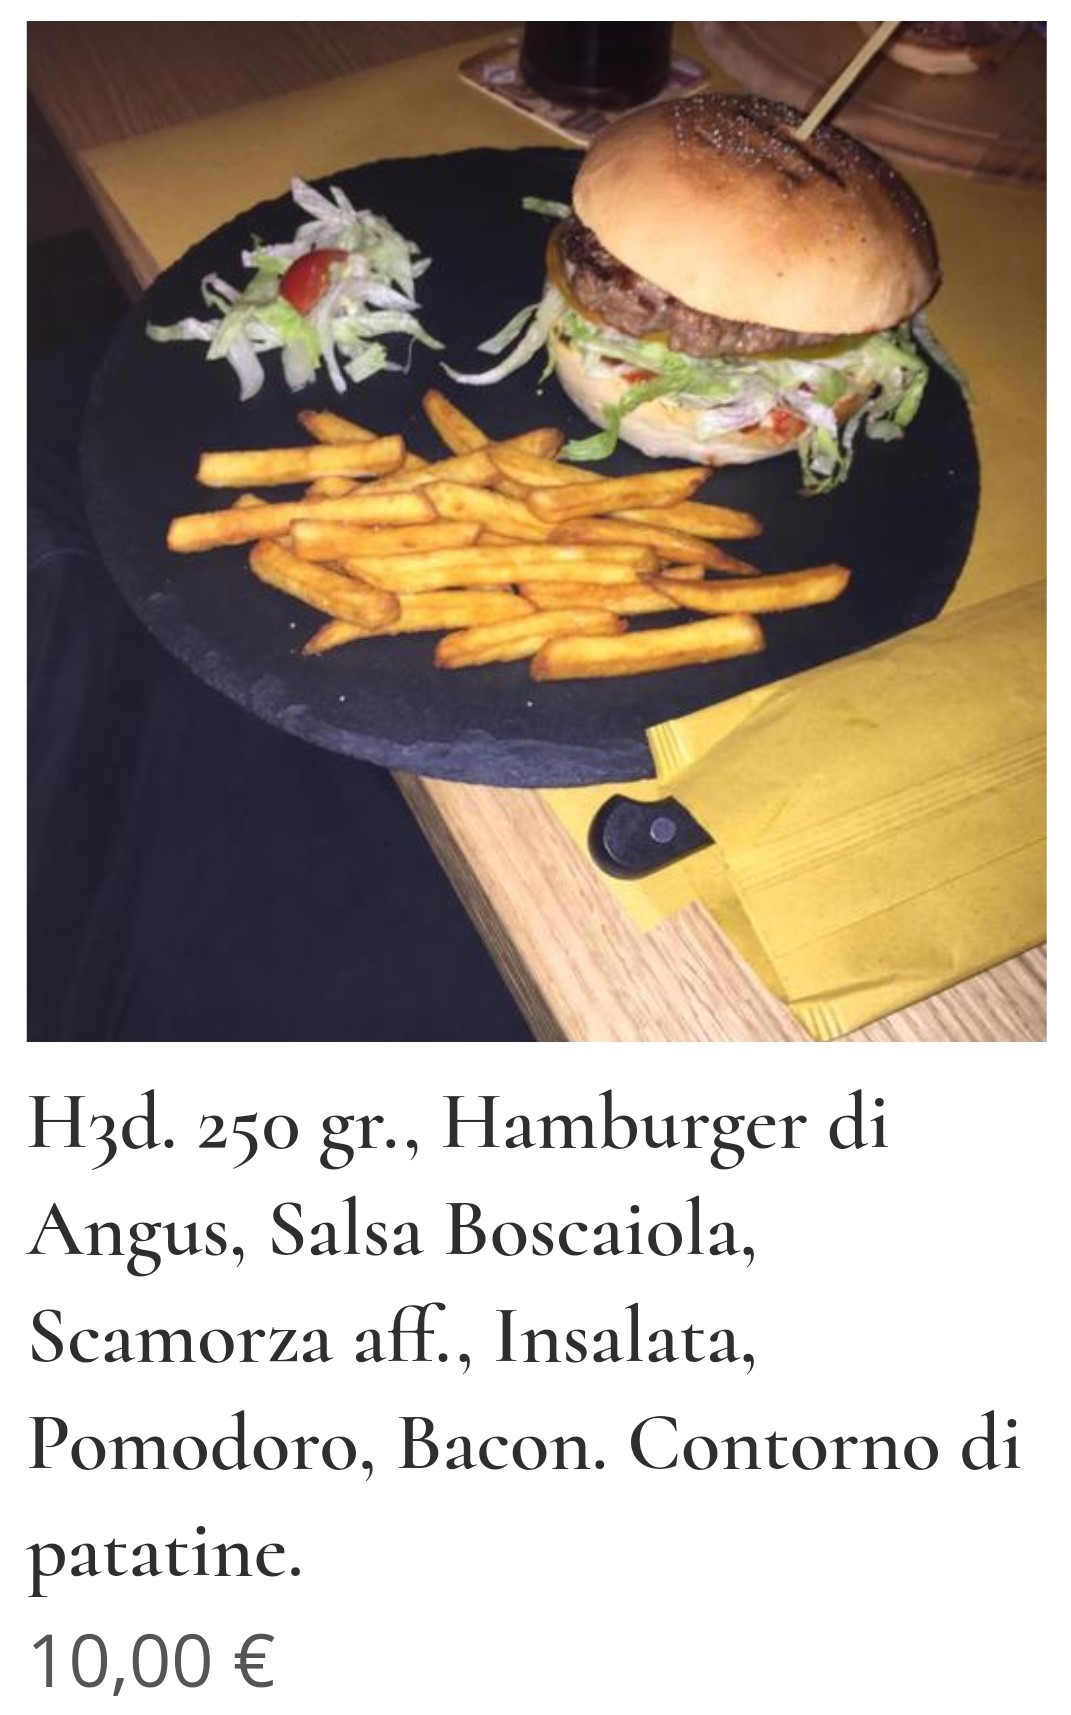 H3d. 250 gr., Hamburger di
Angus, Salsa Boscaiola,
Scamorza aff., Insalata,
Pomodoro, Bacon. Contorno di
patatine.
10,00 €